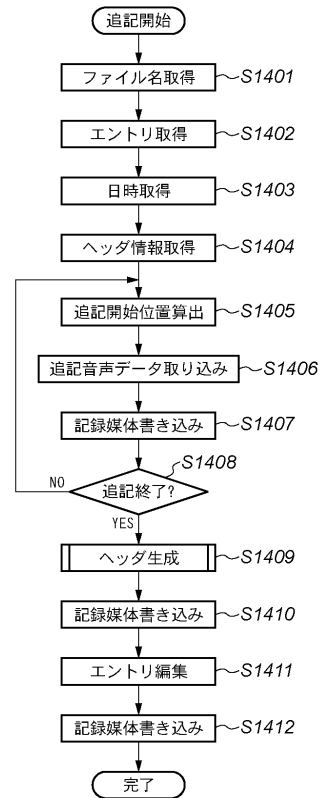 追記開始
ファイル名取得 S1401
エントリ取得 S1402
日時取得 S1403
ヘッダ情報取得 S1404
追記開始位置算出 S1405
追記音声データ取り込み S1406
記録媒体書き込み S1407
S1408
NO 追記終了?
YES
ヘッダ生成 S1409
記録媒体書き込み S1410
エントリ編集 S1411
記録媒体書き込み S1412
完了